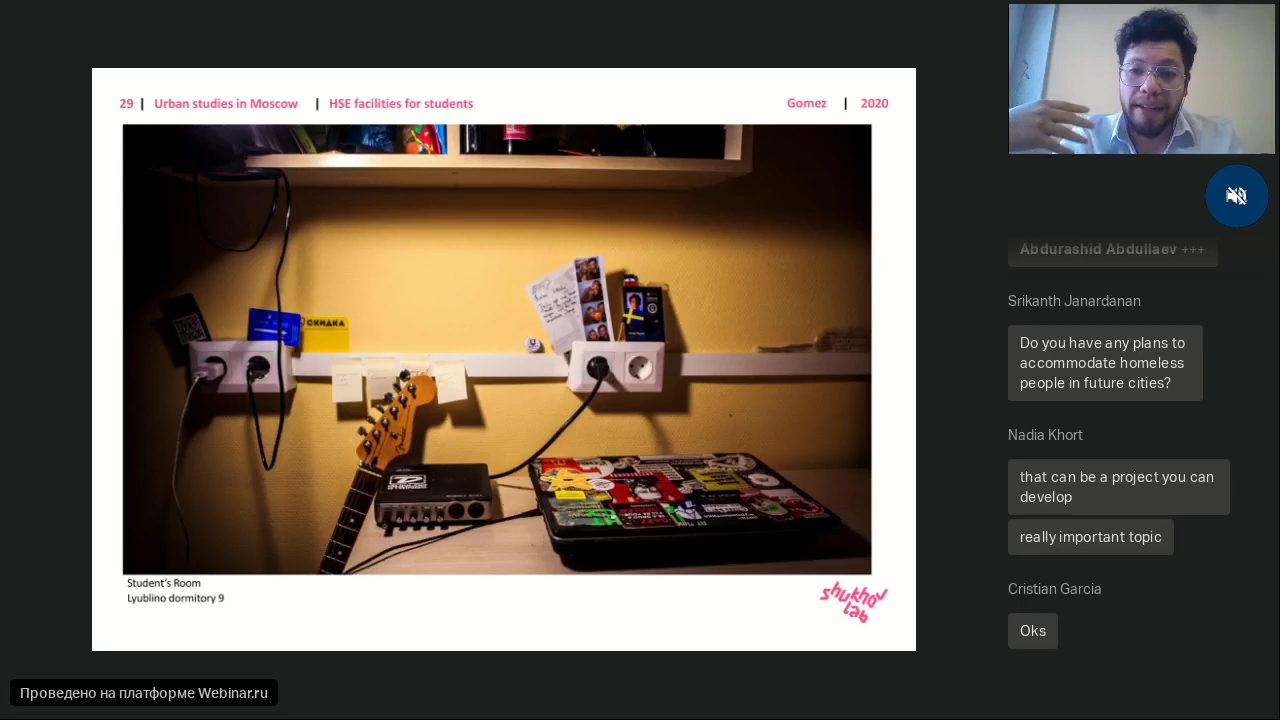 29 | Urban studies in Moscow | HSE facilities for students
Gomez | 2020
СКИДКА
Student's Room
Lyublino dormitory 9
shukhov
lab
Abdurashid Abdullaev +++
Srikanth Janardanan
Do you have any plans to
accommodate homeless
people in future cities?
Nadia Khort
that can be a project you can
develop
really important topic
Cristian Garcia
Oks
Проведено на платформе Webinar.ru